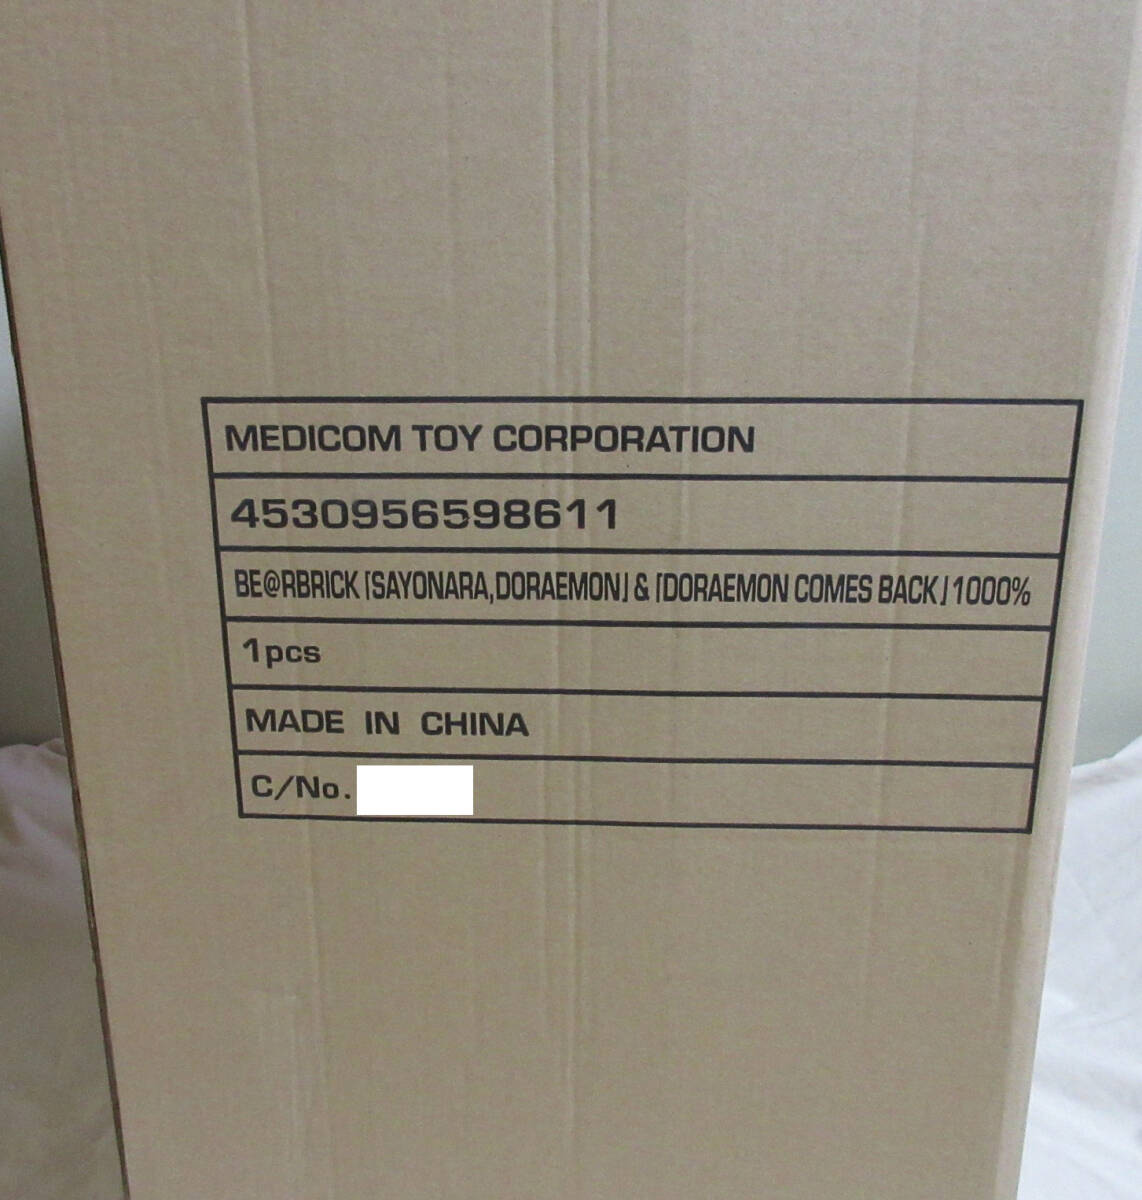 MEDICOM TOY CORPORATION
4530956598611
BE@RBRICK「SAYONARA,DORAEMON」&「DORAEMON COMES BACK」1000%
1pcs
MADE IN CHINA
C/No.